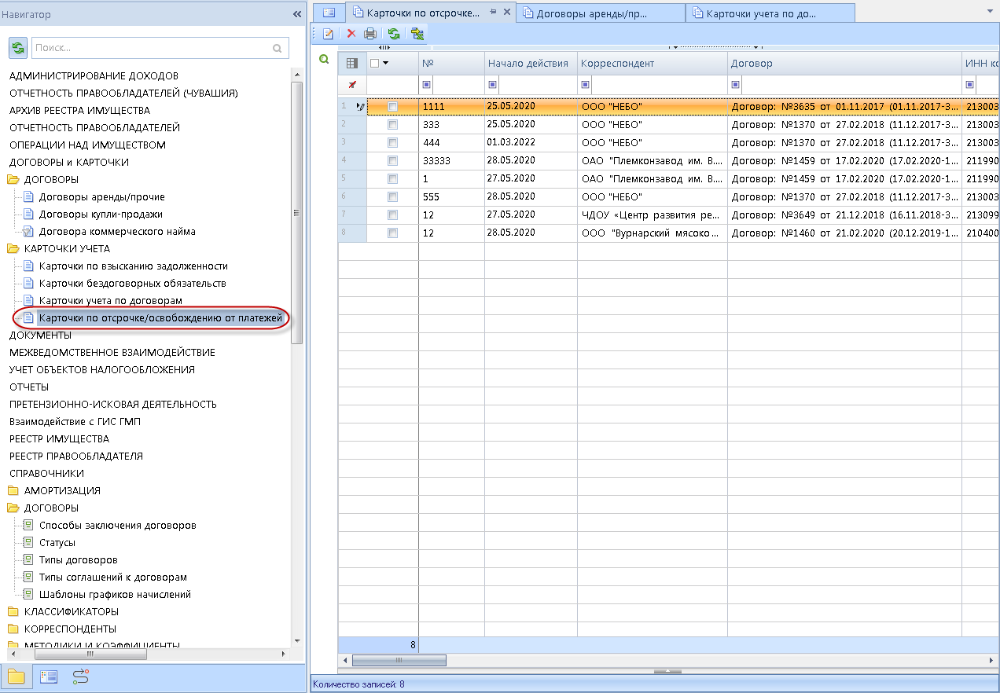 Навигатор
Поиск...
АДМИНИСТРИРОВАНИЕ ДОХОДОВ
ОТЧЕТНОСТЬ ПРАВООБЛАДАТЕЛЕЙ (ЧУВАШИЯ)
АРХИВ РЕЕСТРА ИМУЩЕСТВА
ОТЧЕТНОСТЬ ПРАВООБЛАДАТЕЛЕЙ
ОПЕРАЦИИ НАД ИМУЩЕСТВОМ
ДОГОВОРЫ и КАРТОЧКИ
ДОГОВОРЫ
Договоры аренды/прочие
Договоры купли-продажи
Договора коммерческого найма
КАРТОЧКИ УЧЕТА
Карточки по взысканию задолженности
Карточки бездоговорных обязательств
Карточки учета по договорам
Карточки по отсрочке/освобождению от платежей
ДОКУМЕНТЫ
МЕЖВЕДОМСТВЕННОЕ ВЗАИМОДЕЙСТВИЕ
УЧЕТ ОБЪЕКТОВ НАЛОГООБЛОЖЕНИЯ
ОТЧЕТЫ
ПРЕТЕНЗИОННО-ИСКОВАЯ ДЕЯТЕЛЬНОСТЬ
Взаимодействие с ГИС ГМП
РЕЕСТР ИМУЩЕСТВА
РЕЕСТР ПРАВООБЛАДАТЕЛЯ
СПРАВОЧНИКИ
АМОРТИЗАЦИЯ
ДОГОВОРЫ
Способы заключения договоров
Статусы
Типы договоров
Типы соглашений к договорам
Шаблоны графиков начислений
КЛАССИФИКАТОРЫ
КОРРЕСПОНДЕНТЫ
МЕТОДИКИ И КОЭФФИЦИЕНТЫ
Карточки по отсрочке... Договоры аренды/пр... Карточки учета по до...
№ Начало действия Корреспондент Договор ИНН ко
1 1111 25.05.2020 ООО "НЕБО" Договор: №3635 от 01.11.2017 (01.11.2017-3... 213003
2 333 25.05.2020 ООО "НЕБО" Договор: №1370 от 27.02.2018 (11.12.2017-3... 213003
3 444 01.03.2022 ООО "НЕБО" Договор: №1370 от 27.02.2018 (11.12.2017-3... 213003
4 33333 28.05.2020 ОАО "Племконзавод им. В.... Договор: №1459 от 17.02.2020 (17.02.2020-1... 211990
5 1 27.05.2020 ОАО "Племконзавод им. В.... Договор: №1459 от 17.02.2020 (17.02.2020-1... 211990
6 555 28.05.2020 ООО "НЕБО" Договор: №1370 от 27.02.2018 (11.12.2017-3... 213003
7 12 27.05.2020 ЧДОУ «Центр развития ре... Договор: №3649 от 21.12.2018 (16.11.2018-3... 213099
8 12 28.05.2020 ООО "Вурнарский мясоко... Договор: №1460 от 21.02.2020 (20.12.2019-1... 210400
8
Количество записей: 8